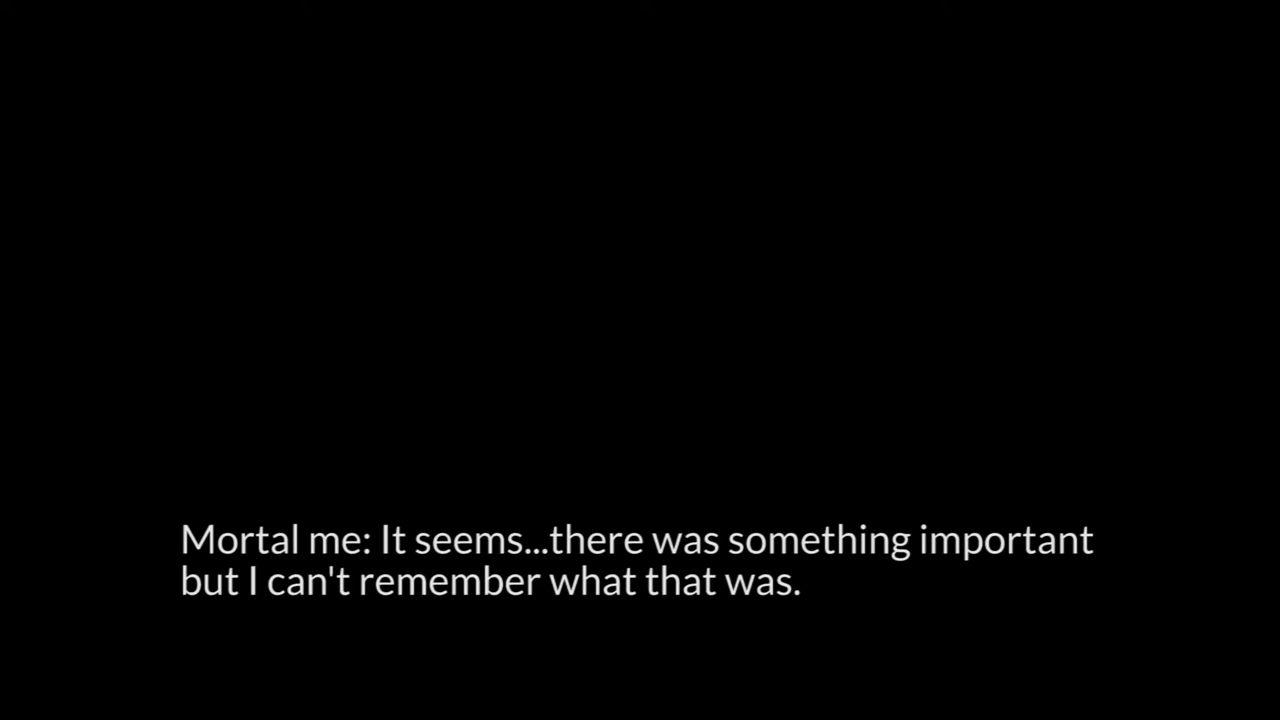 Mortal me: It seems...there was something important
but I can't remember what that was.